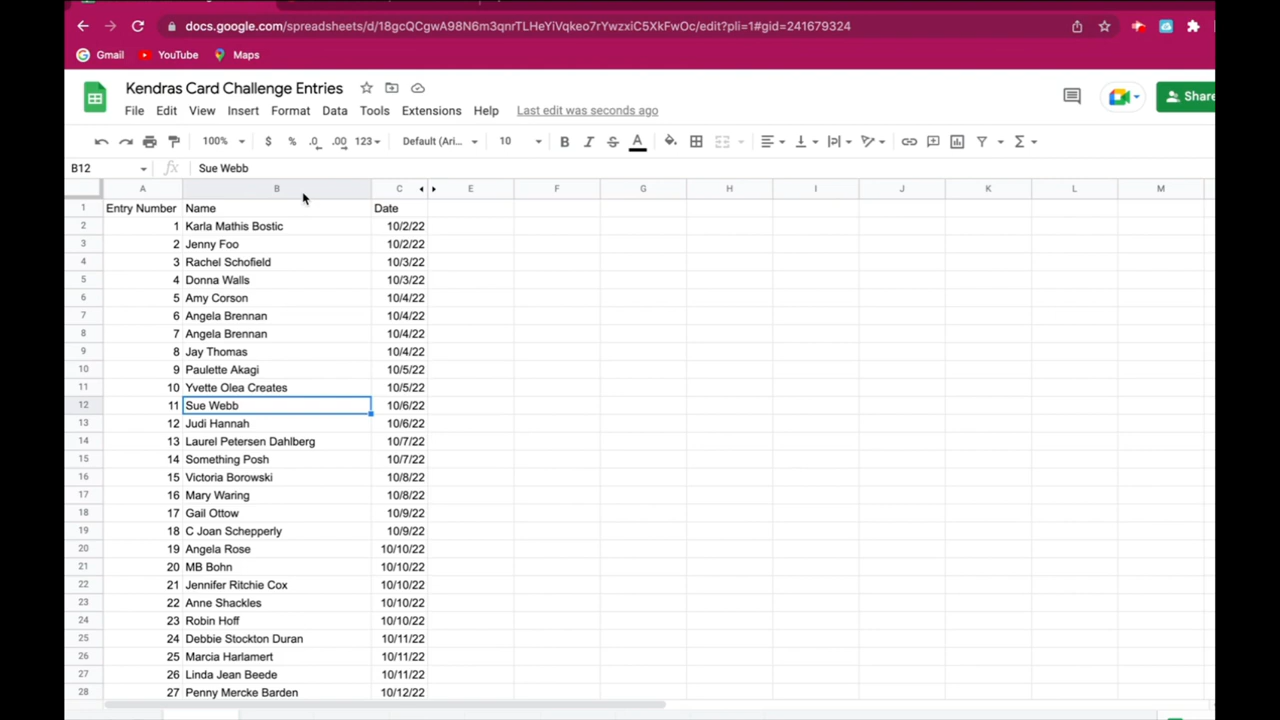 docs.google.com/spreadsheets/d/18gcQCgwA98N6m3qnrTLHeYiVqkeo7rYwzxiC5XkFwOc/edit?pli=1#gid=241679324
Gmail YouTube Maps
Kendras Card Challenge Entries
File Edit View Insert Format Data Tools Extensions Help Last edit was seconds ago
Share
100% $ % .0 .00 123 Default (Ari... 10 B I S A
B12 fx Sue Webb
A B C E F G H I J K L M
1 Entry Number Name Date
2 1 Karla Mathis Bostic 10/2/22
3 2 Jenny Foo 10/2/22
4 3 Rachel Schofield 10/3/22
5 4 Donna Walls 10/3/22
6 5 Amy Corson 10/4/22
7 6 Angela Brennan 10/4/22
8 7 Angela Brennan 10/4/22
9 8 Jay Thomas 10/4/22
10 9 Paulette Akagi 10/5/22
11 10 Yvette Olea Creates 10/5/22
12 11 Sue Webb 10/6/22
13 12 Judi Hannah 10/6/22
14 13 Laurel Petersen Dahlberg 10/7/22
15 14 Something Posh 10/7/22
16 15 Victoria Borowski 10/8/22
17 16 Mary Waring 10/8/22
18 17 Gail Ottow 10/9/22
19 18 C Joan Schepperly 10/9/22
20 19 Angela Rose 10/10/22
21 20 MB Bohn 10/10/22
22 21 Jennifer Ritchie Cox 10/10/22
23 22 Anne Shackles 10/10/22
24 23 Robin Hoff 10/10/22
25 24 Debbie Stockton Duran 10/11/22
26 25 Marcia Harlamert 10/11/22
27 26 Linda Jean Beede 10/11/22
28 27 Penny Mercke Barden 10/12/22